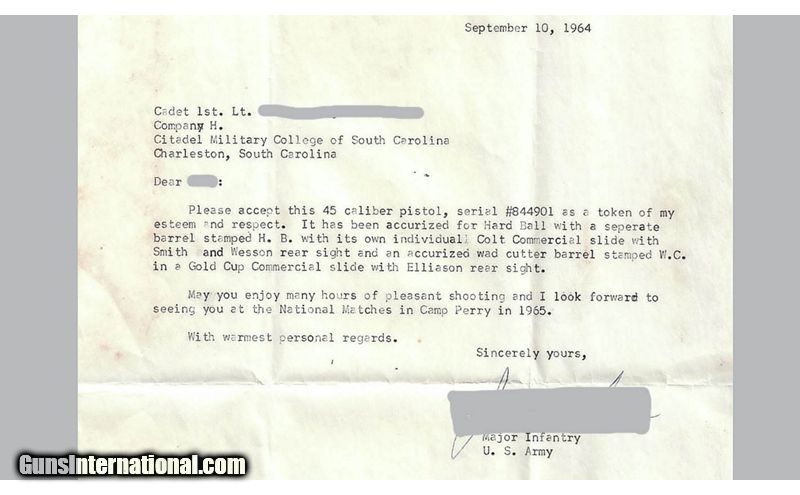 September 10, 1964
Cadet 1st. Lt.
Company H.
Citadel Military College of South Carolina
Charleston, South Carolina
Dear :
Please accept this 45 caliber pistol, serial #844901 as a token of my
esteem and respect. It has been accurized for Hard Ball with a seperate
barrel stamped H. B. with its own individuall Colt Commercial slide with
Smith and Wesson rear sight and an accurized wad cutter barrel stamped W.C.
in a Gold Cup Commercial slide with Elliason rear sight.
May you enjoy many hours of pleasant shooting and I look forward to
seeing you at the National Matches in Camp Perry in 1965.
With warmest personal regards.
Sincerely yours,
Major Infantry
U. S. Army
GunsInternational.com